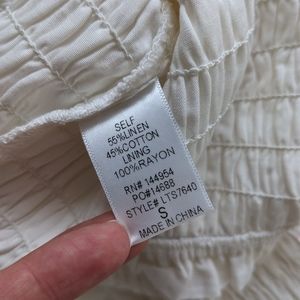 SELF
55%LINEN
45%COTTON
LINING
100%RAYON
RN# 144954
PO#14688
STYLE# LTS7640
S
MADE IN CHINA